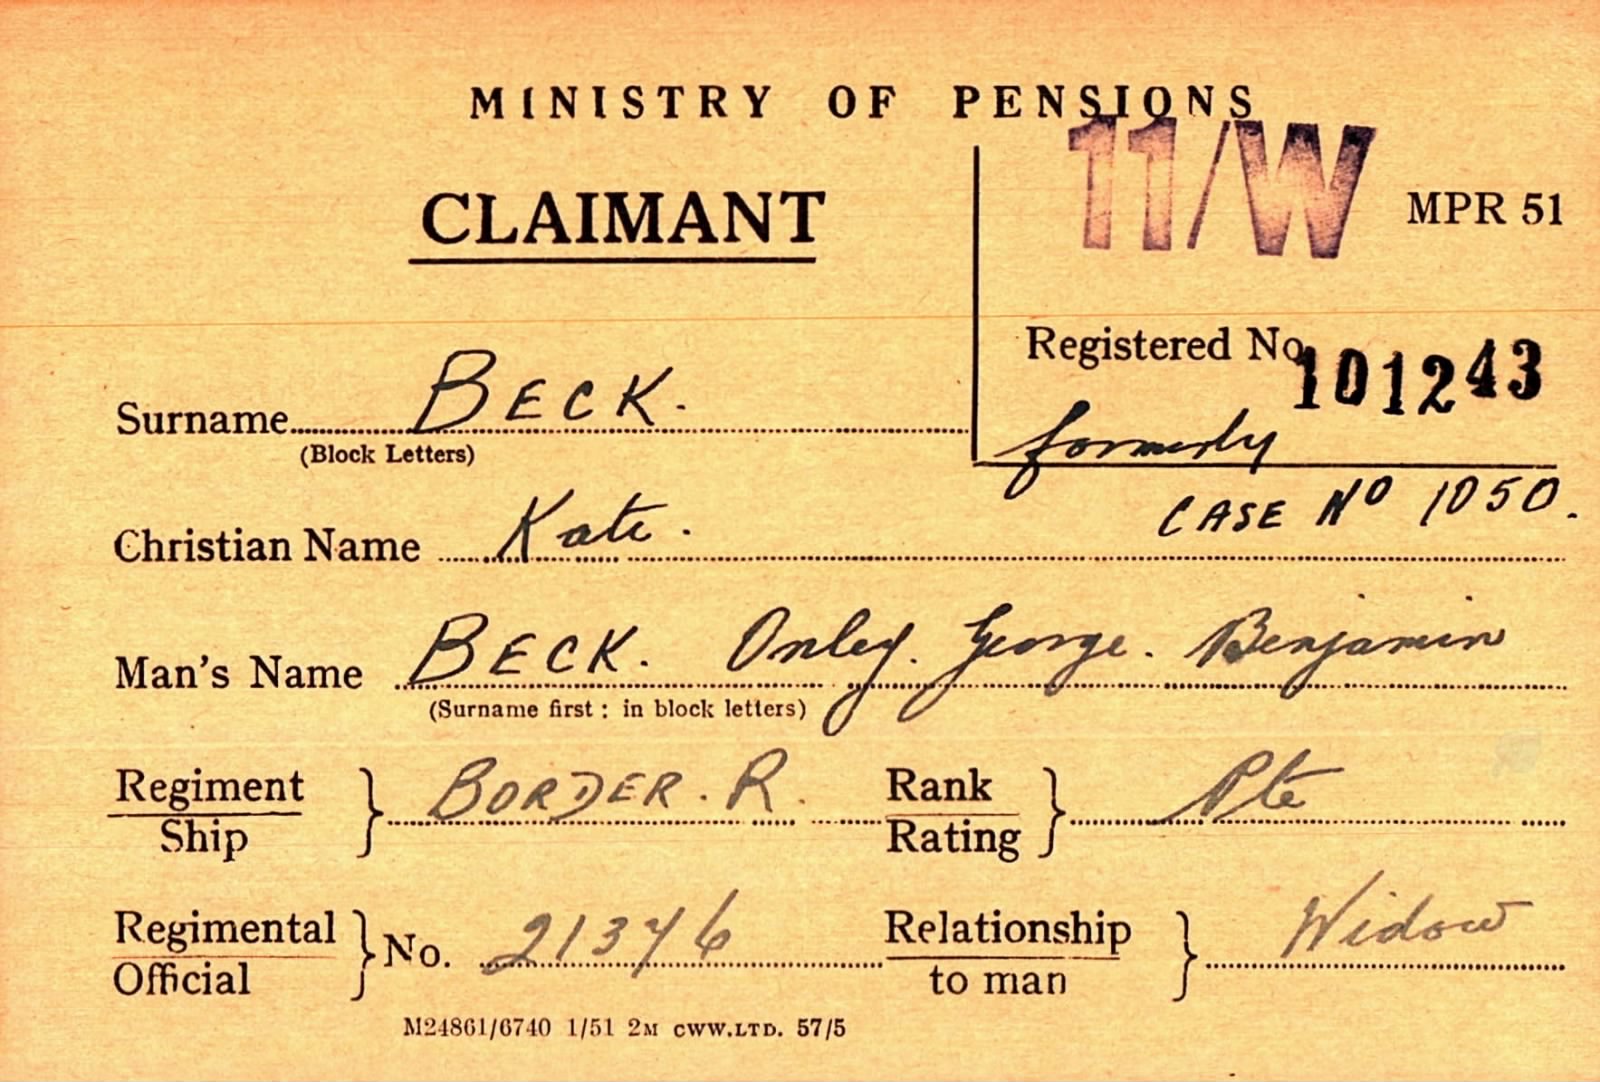 MINISTRY OF PENSIONS
11/W
CLAIMANT
MPR 51
Registered No. 101243
Surname BECK.
(Block Letters)
formerly
CASE No 1050.
Christian Name Kate.
Man's Name BECK. Onley. George. Benjamin
(Surname first : in block letters)
Regiment
Ship } BORDER. R. Rank
Rating } Pte
Regimental
Official } No. 21346 Relationship
to man } Widow
M24861/6740 1/51 2M CWW.LTD. 57/5